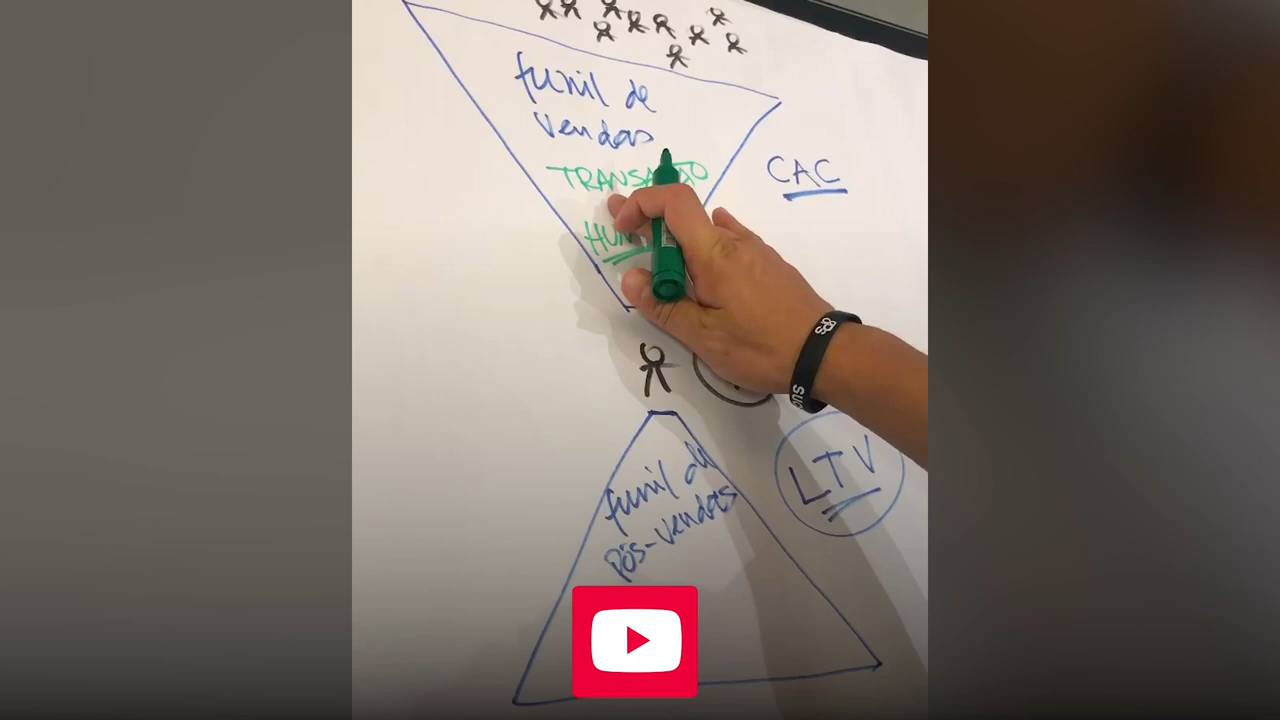 funil de
vendas
CAC
funil de
pós-vendas
LTV